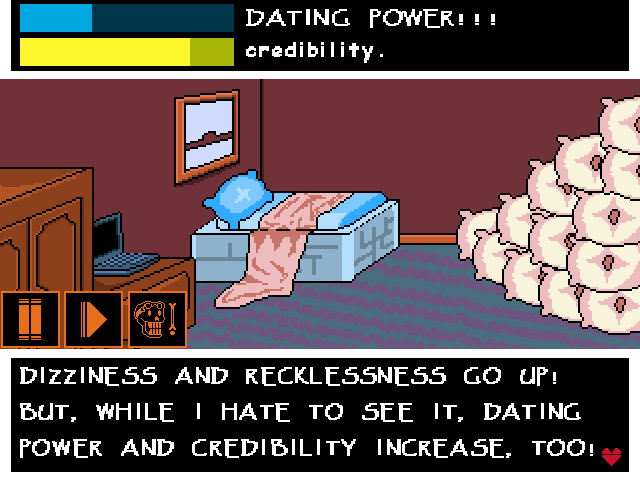 DATING POWER!!!
credibility.
DIZZINESS AND RECKLESSNESS GO UP!
BUT, WHILE I HATE TO SEE IT, DATING
POWER AND CREDIBILITY INCREASE, TOO!